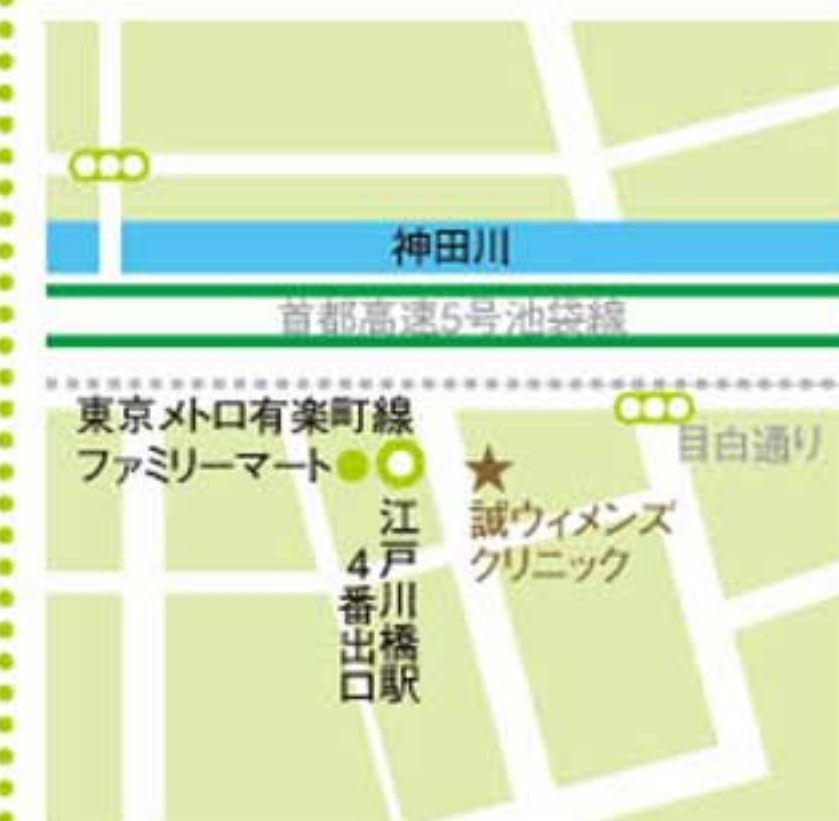 神田川
首都高速5号池袋線
東京メトロ有楽町線
目白通り
ファミリーマート
江戸川橋駅
4番出口
誠ウィメンズ
クリニック